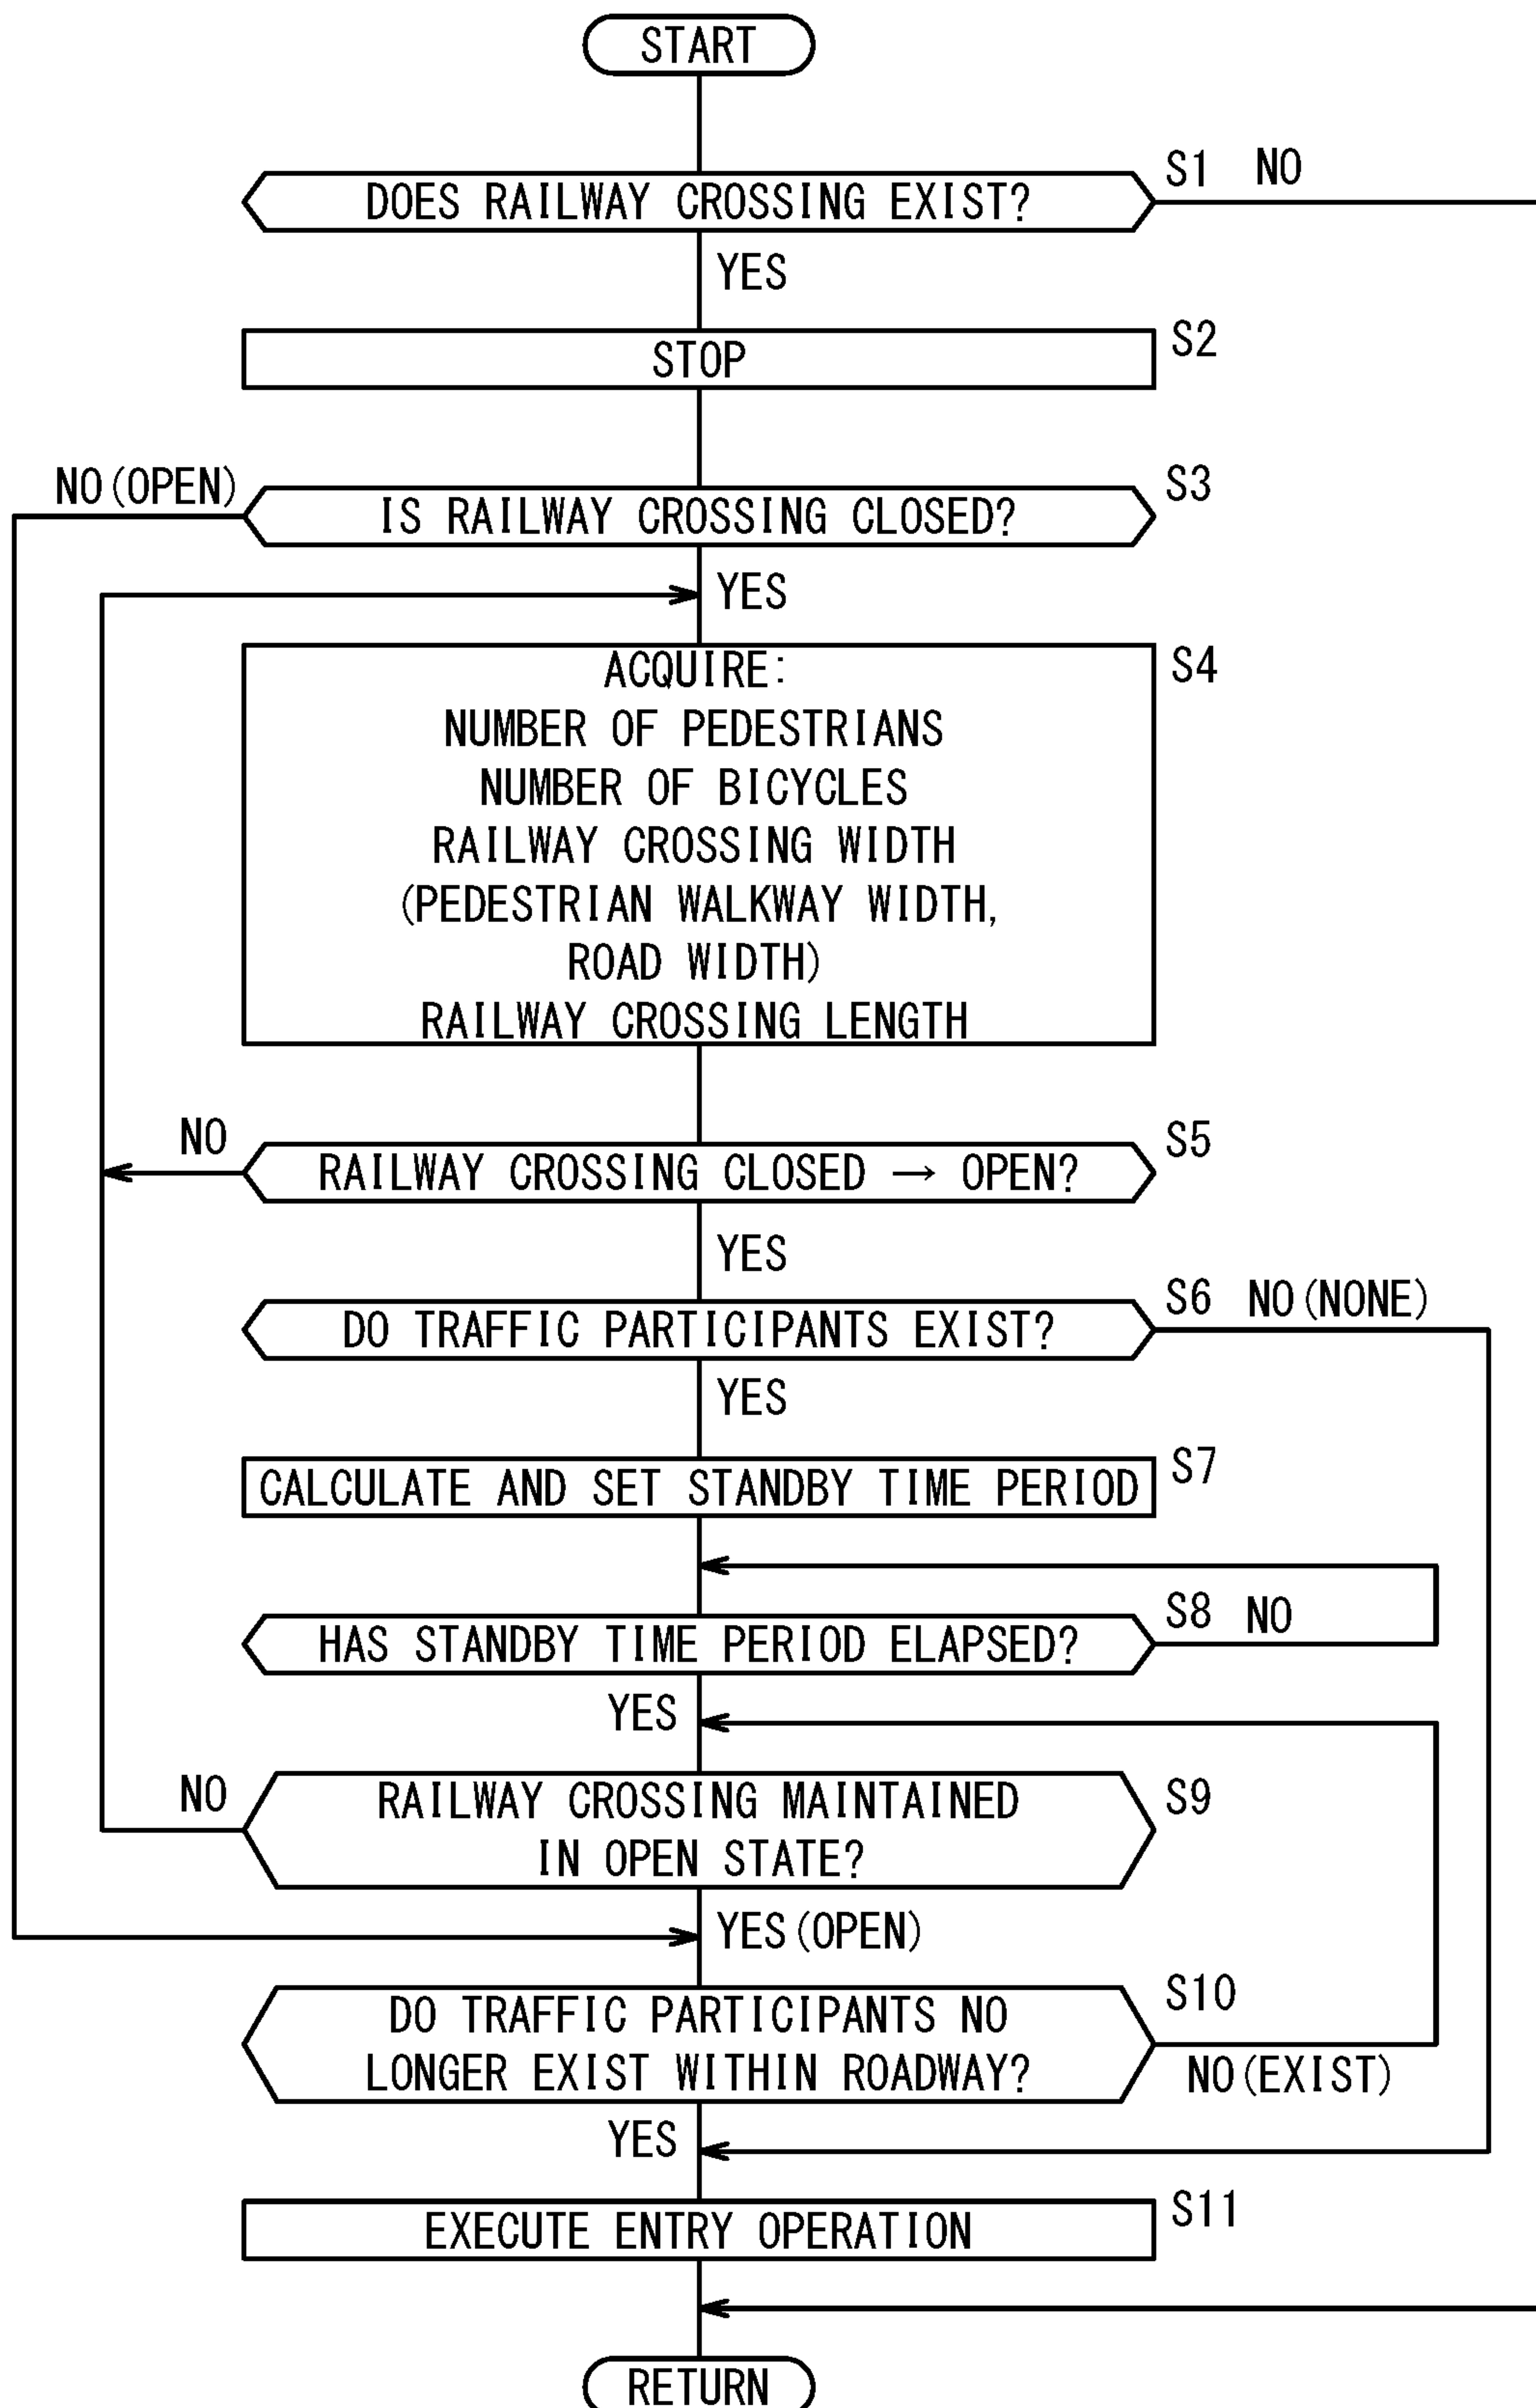 START
DOES RAILWAY CROSSING EXIST?
S1 NO
YES
STOP
S2
NO(OPEN)
IS RAILWAY CROSSING CLOSED?
S3
YES
ACQUIRE:
NUMBER OF PEDESTRIANS
NUMBER OF BICYCLES
RAILWAY CROSSING WIDTH
(PEDESTRIAN WALKWAY WIDTH,
ROAD WIDTH)
RAILWAY CROSSING LENGTH
S4
NO
RAILWAY CROSSING CLOSED → OPEN?
S5
YES
DO TRAFFIC PARTICIPANTS EXIST?
S6 NO(NONE)
YES
CALCULATE AND SET STANDBY TIME PERIOD
S7
HAS STANDBY TIME PERIOD ELAPSED?
S8 NO
YES
NO
RAILWAY CROSSING MAINTAINED
IN OPEN STATE?
S9
YES(OPEN)
DO TRAFFIC PARTICIPANTS NO
LONGER EXIST WITHIN ROADWAY?
S10
NO(EXIST)
YES
EXECUTE ENTRY OPERATION
S11
RETURN